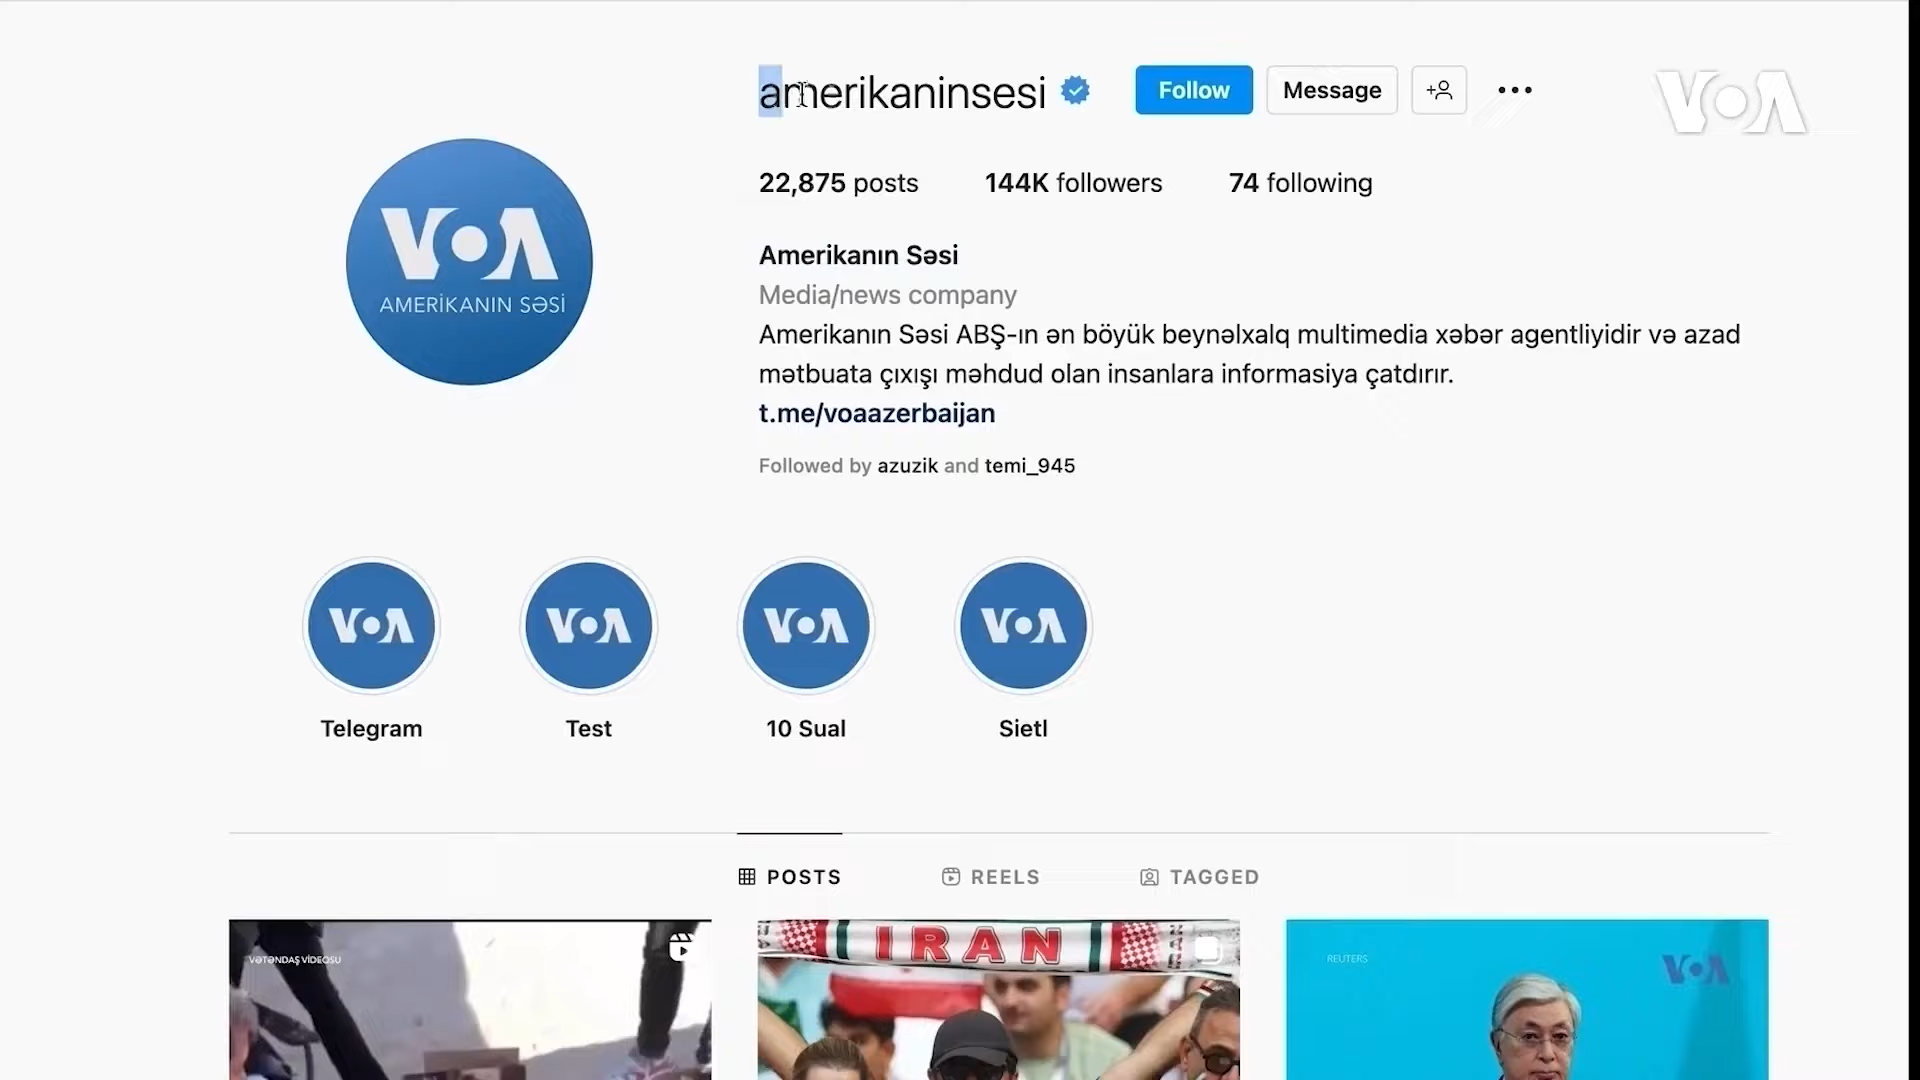 amerikaninsesi
Follow
Message
VOA
22,875 posts
144K followers
74 following
VOA
AMERİKANIN SƏSİ
Amerikanın Səsi
Media/news company
Amerikanın Səsi ABŞ-ın ən böyük beynəlxalq multimedia xəbər agentliyidir və azad
mətbuata çıxışı məhdud olan insanlara informasiya çatdırır.
t.me/voaazerbaijan
Followed by azuzik and temi_945
VOA
VOA
VOA
VOA
Telegram
Test
10 Sual
Sietl
POSTS
REELS
TAGGED
VƏTƏNDAŞ VİDEOSU
IRAN
REUTERS
VOA